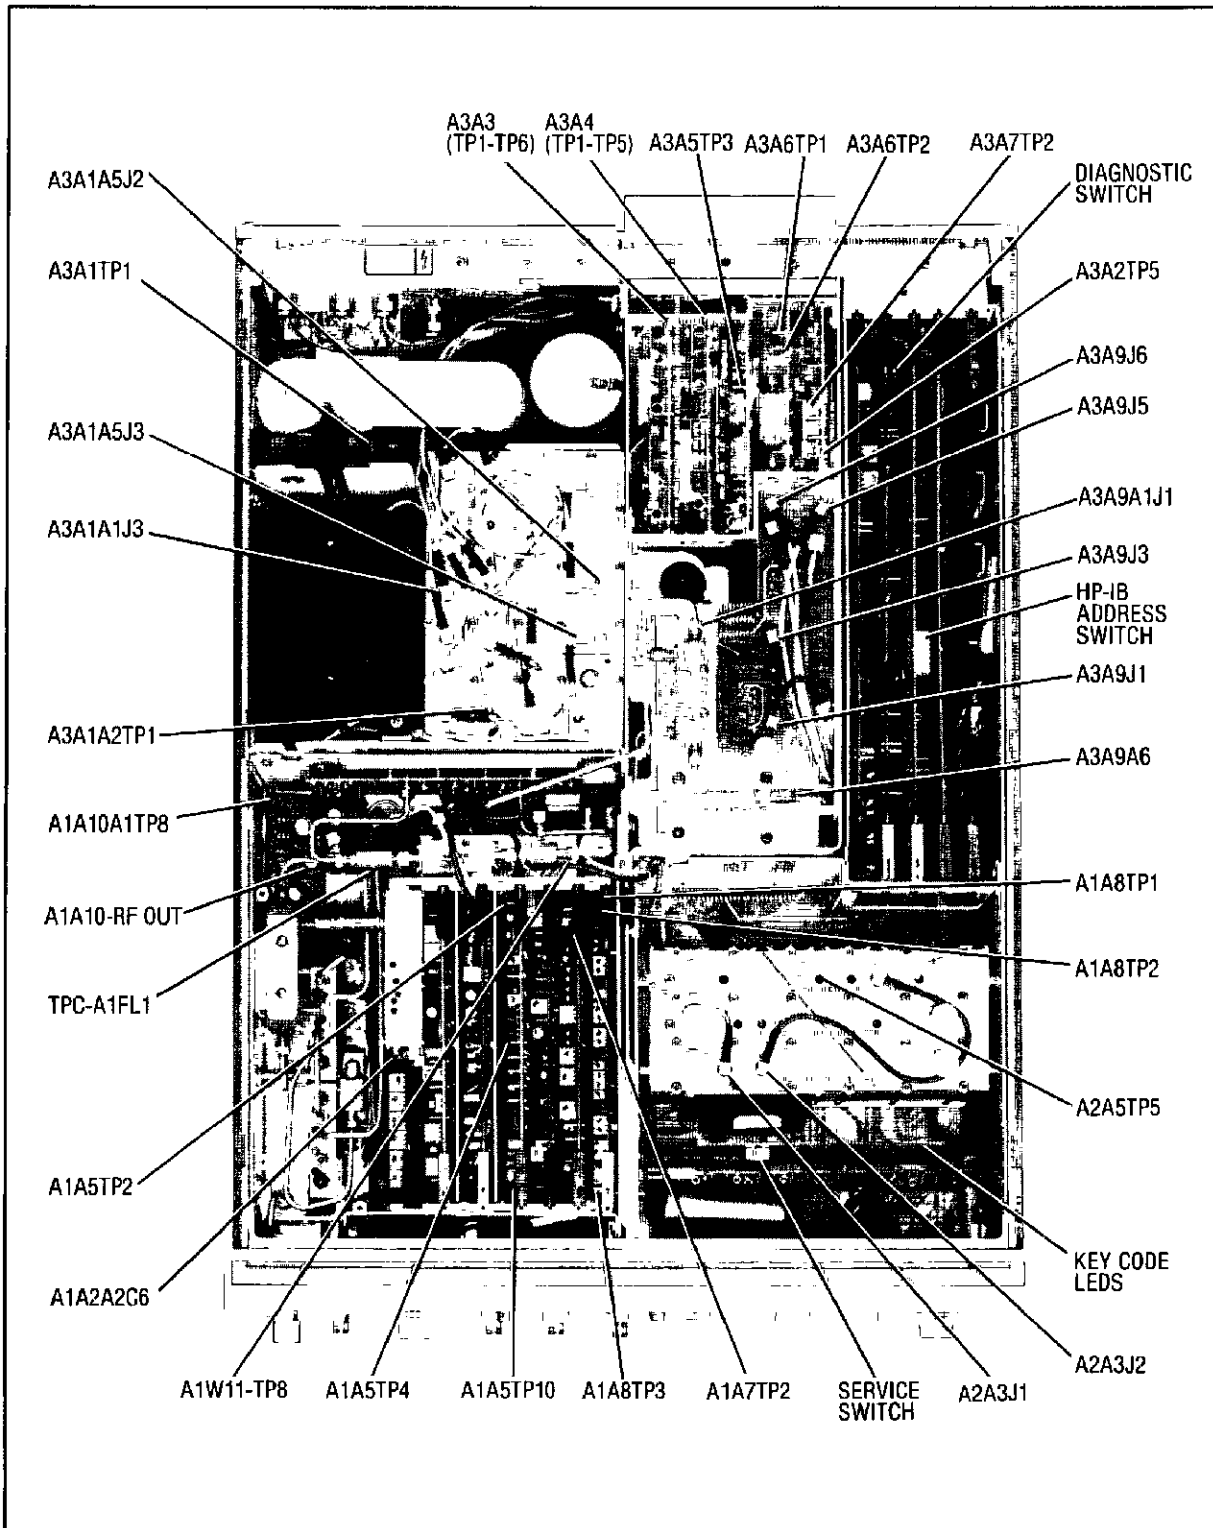 A3A3
(TP1-TP6)
A3A4
(TP1-TP5)
A3A5TP3
A3A6TP1
A3A6TP2
A3A7TP2
DIAGNOSTIC
SWITCH
A3A1A5J2
A3A1TP1
A3A2TP5
A3A9J6
A3A1A5J3
A3A9J5
A3A9A1J1
A3A1A1J3
A3A9J3
HP-IB
ADDRESS
SWITCH
A3A9J1
A3A1A2TP1
A3A9A6
A1A10A1TP8
A1A10-RF OUT
A1A8TP1
A1A8TP2
TPC-A1FL1
A2A5TP5
A1A5TP2
KEY CODE
LEDS
A1A2A2C6
A2A3J2
A1W11-TP8
A1A5TP4
A1A5TP10
A1A8TP3
A1A7TP2
SERVICE
SWITCH
A2A3J1